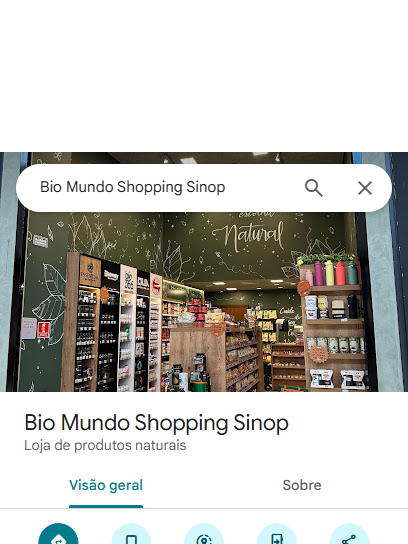 Bio Mundo Shopping Sinop
escolha
Natural
Bio Mundo Shopping Sinop
Loja de produtos naturais
Visão geral
Sobre